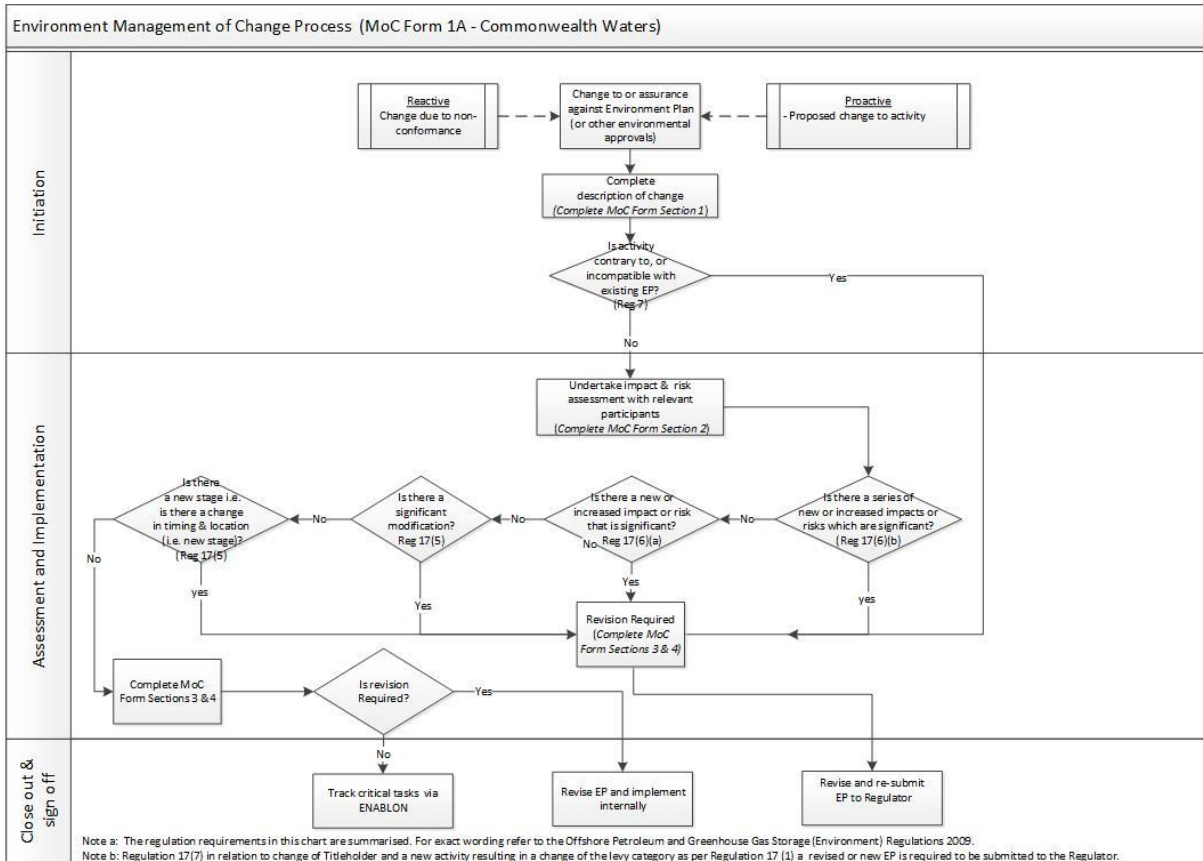 Environment Management of Change Process (MoC Form 1A - Commonwealth Waters)
Initiation
Reactive
Change due to non-
conformance
Change to or assurance
against Environment Plan
(or other environmental
approvals)
Proactive
- Proposed change to activity
Complete
description of change
(Complete MoC Form Section 1)
Is activity
contrary to, or
incompatible with
existing EP?
(Reg 7)
Yes
No
Assessment and Implementation
Undertake impact & risk
assessment with relevant
participants
(Complete MoC Form Section 2)
Is there
a new stage i.e.
is there a change
in timing & location
(i.e. new stage)?
(Reg 17(5)
No
Is there a
significant
modification?
Reg 17(5)
No
Is there a new or
increased impact or risk
that is significant?
Reg 17(6)(a)
No
No
Is there a series of
new or increased impacts or
risks which are significant?
(Reg 17(6)(b)
No
yes
Yes
Yes
yes
Revision Required
(Complete MoC
Form Sections 3 & 4)
Complete MoC
Form Sections 3 & 4
Is revision
Required?
Yes
No
Close out &
sign off
Track critical tasks via
ENABLON
Revise EP and implement
internally
Revise and re-submit
EP to Regulator
Note a: The regulation requirements in this chart are summarised. For exact wording refer to the Offshore Petroleum and Greenhouse Gas Storage (Environment) Regulations 2009.
Note b: Regulation 17(7) in relation to change of Titleholder and a new activity resulting in a change of the levy category as per Regulation 17 (1) a revised or new EP is required to be submitted to the Regulator.